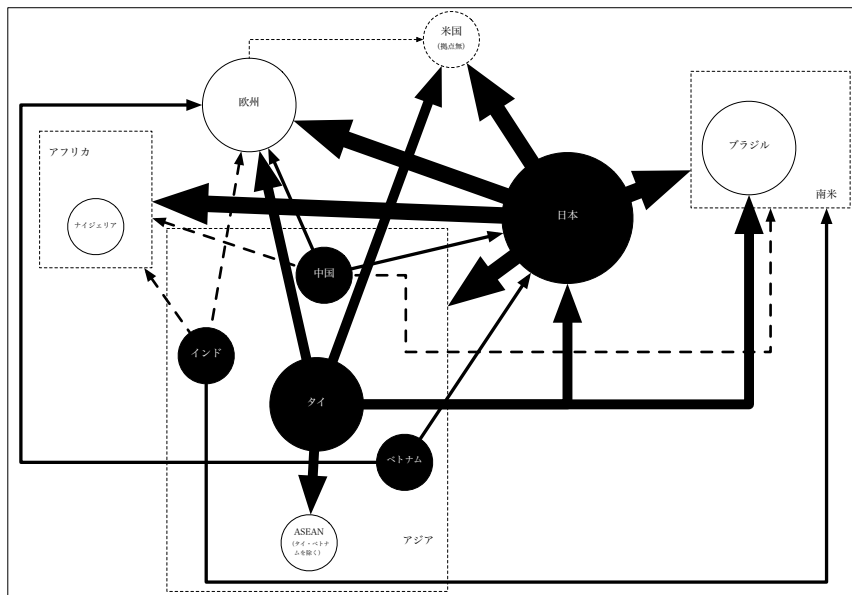 米国
(拠点無)
欧州
ブラジル
アフリカ
南米
日本
ナイジェリア
中国
インド
タイ
ベトナム
ASEAN
(タイ・ベトナ
ムを除く)
アジア